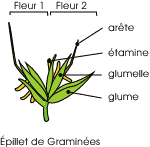 Fleur 1 Fleur 2
arête
étamine
glumelle
glume
Épillet de Graminées